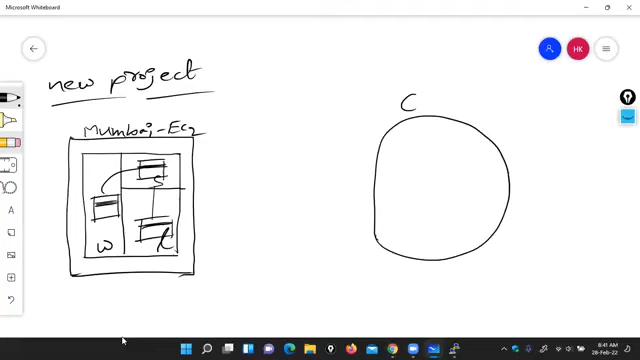 Microsoft Whiteboard
HK
new project
C
Mumbai-EC2
S
W
L
A
8:41 AM
28-Feb-22